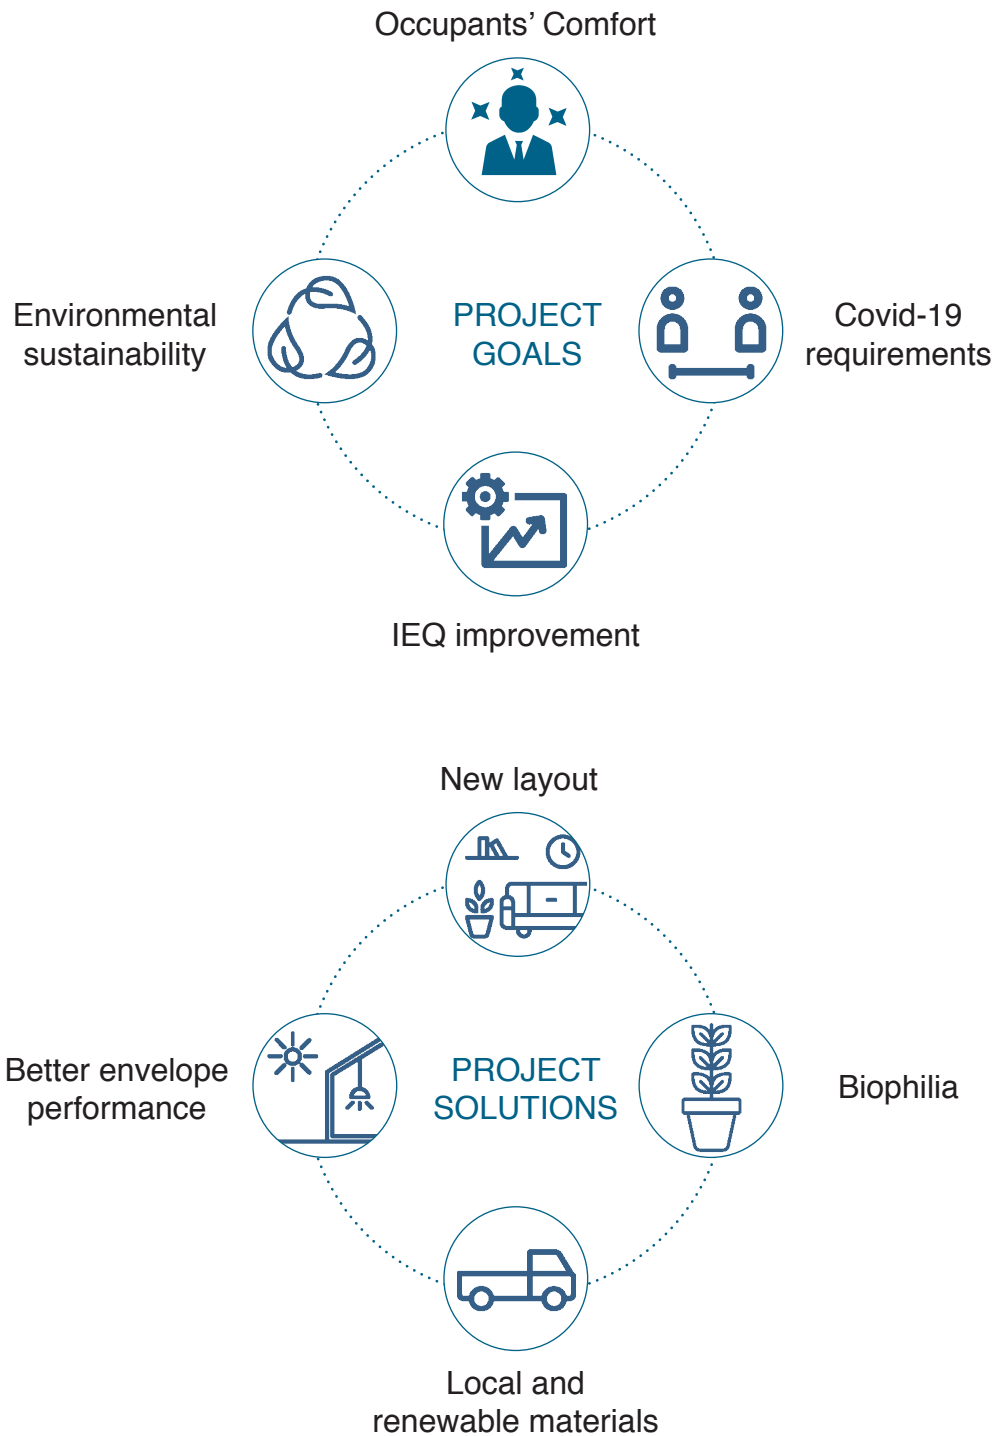 Occupants’ Comfort
Environmental
sustainability
PROJECT
GOALS
Covid-19
requirements
IEQ improvement
New layout
Better envelope
performance
PROJECT
SOLUTIONS
Biophilia
Local and
renewable materials